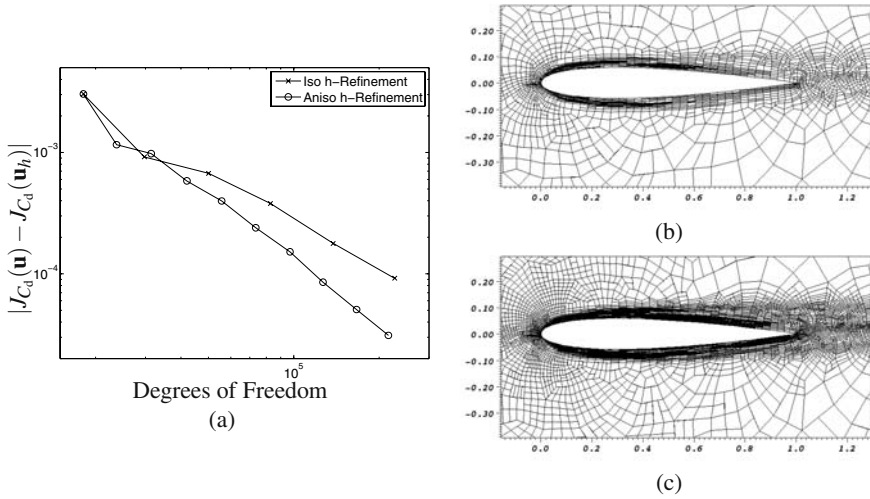 Iso h-Refinement
Aniso h-Refinement
10⁻³
10⁻⁴
|J_{C_d}(𝐮) − J_{C_d}(𝐮_h)|
10⁵
Degrees of Freedom
(a)
0.20
0.10
0.00
-0.10
-0.20
-0.30
0.0 0.2 0.4 0.6 0.8 1.0 1.2
(b)
0.20
0.10
0.00
-0.10
-0.20
-0.30
0.0 0.2 0.4 0.6 0.8 1.0 1.2
(c)